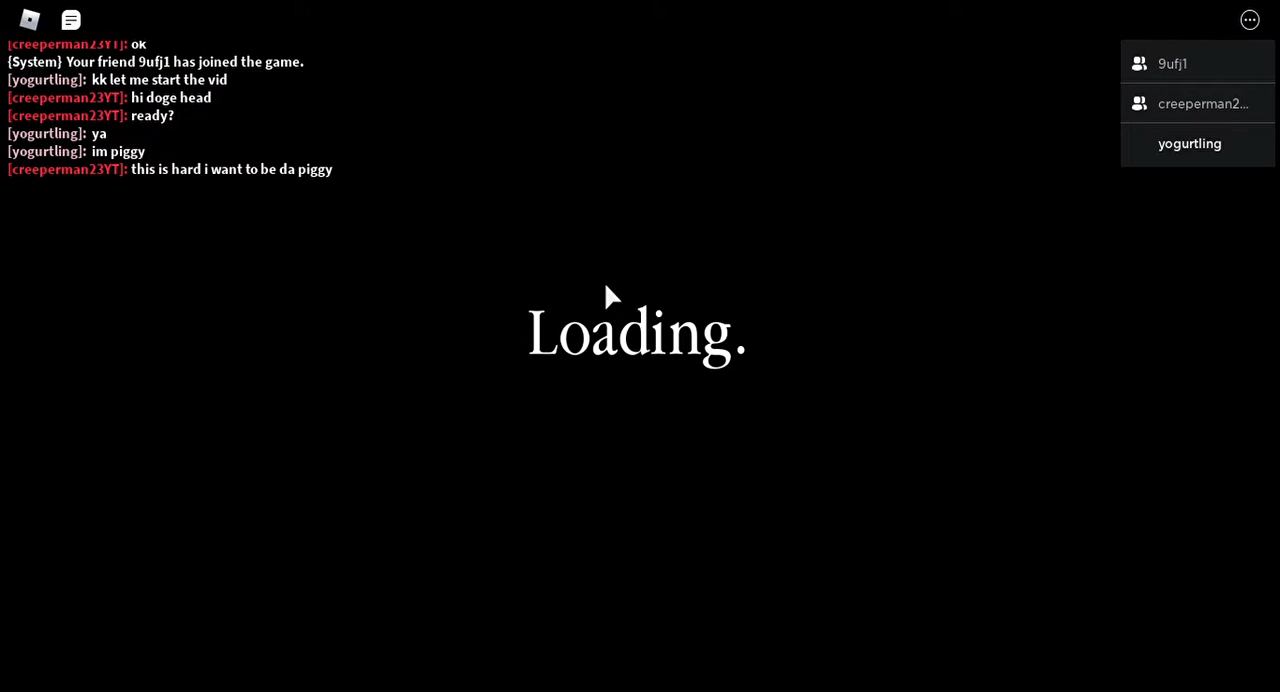 [creeperman23YT]: ok
{System} Your friend 9ufj1 has joined the game.
[yogurtling]: kk let me start the vid
[creeperman23YT]: hi doge head
[creeperman23YT]: ready?
[yogurtling]: ya
[yogurtling]: im piggy
[creeperman23YT]: this is hard i want to be da piggy
9ufj1
creeperman2...
yogurtling
Loading.